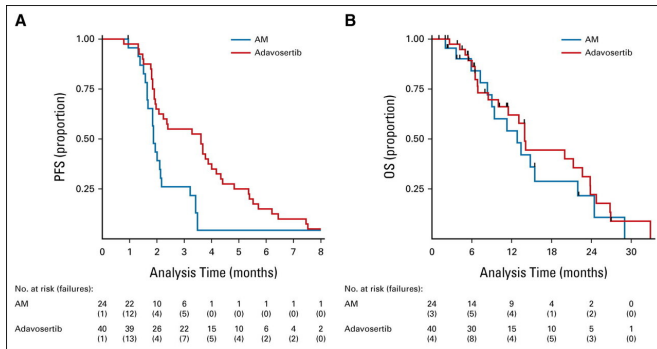 A
B
1.00
0.75
0.50
0.25
PFS (proportion)
AM
Adavosertib
0 1 2 3 4 5 6 7 8
Analysis Time (months)
1.00
0.75
0.50
0.25
OS (proportion)
AM
Adavosertib
0 6 12 18 24 30
Analysis Time (months)
No. at risk (failures):
AM 24 22 10 6 1 1 1 1 1
(1) (12) (4) (5) (0) (0) (0) (0) (0)
Adavosertib 40 39 26 22 15 10 6 4 2
(1) (13) (4) (7) (5) (4) (2) (2) (0)
No. at risk (failures):
AM 24 14 9 4 2 0
(3) (5) (4) (1) (2) (0)
Adavosertib 40 30 15 10 5 1
(4) (8) (4) (5) (3) (0)